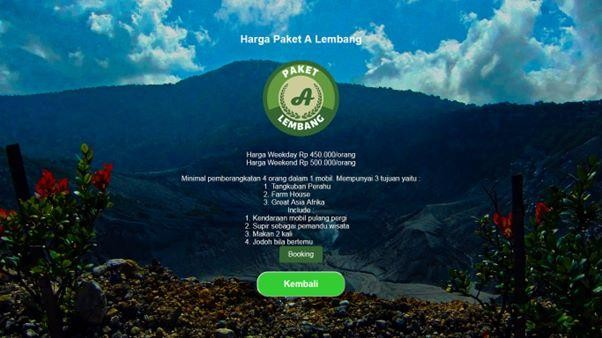 Harga Paket A Lembang
PAKET
A
LEMBANG
Harga Weekday Rp 450.000/orang
Harga Weekend Rp 500.000/orang
Minimal pemberangkatan 4 orang dalam 1 mobil. Mempunyai 3 tujuan yaitu :
1. Tangkuban Perahu
2. Farm House
3. Great Asia Afrika
Include :
1. Kendaraan mobil pulang pergi
2. Supir sebagai pemandu wisata
3. Makan 2 kali
4. Jodoh bila bertemu
Booking
Kembali